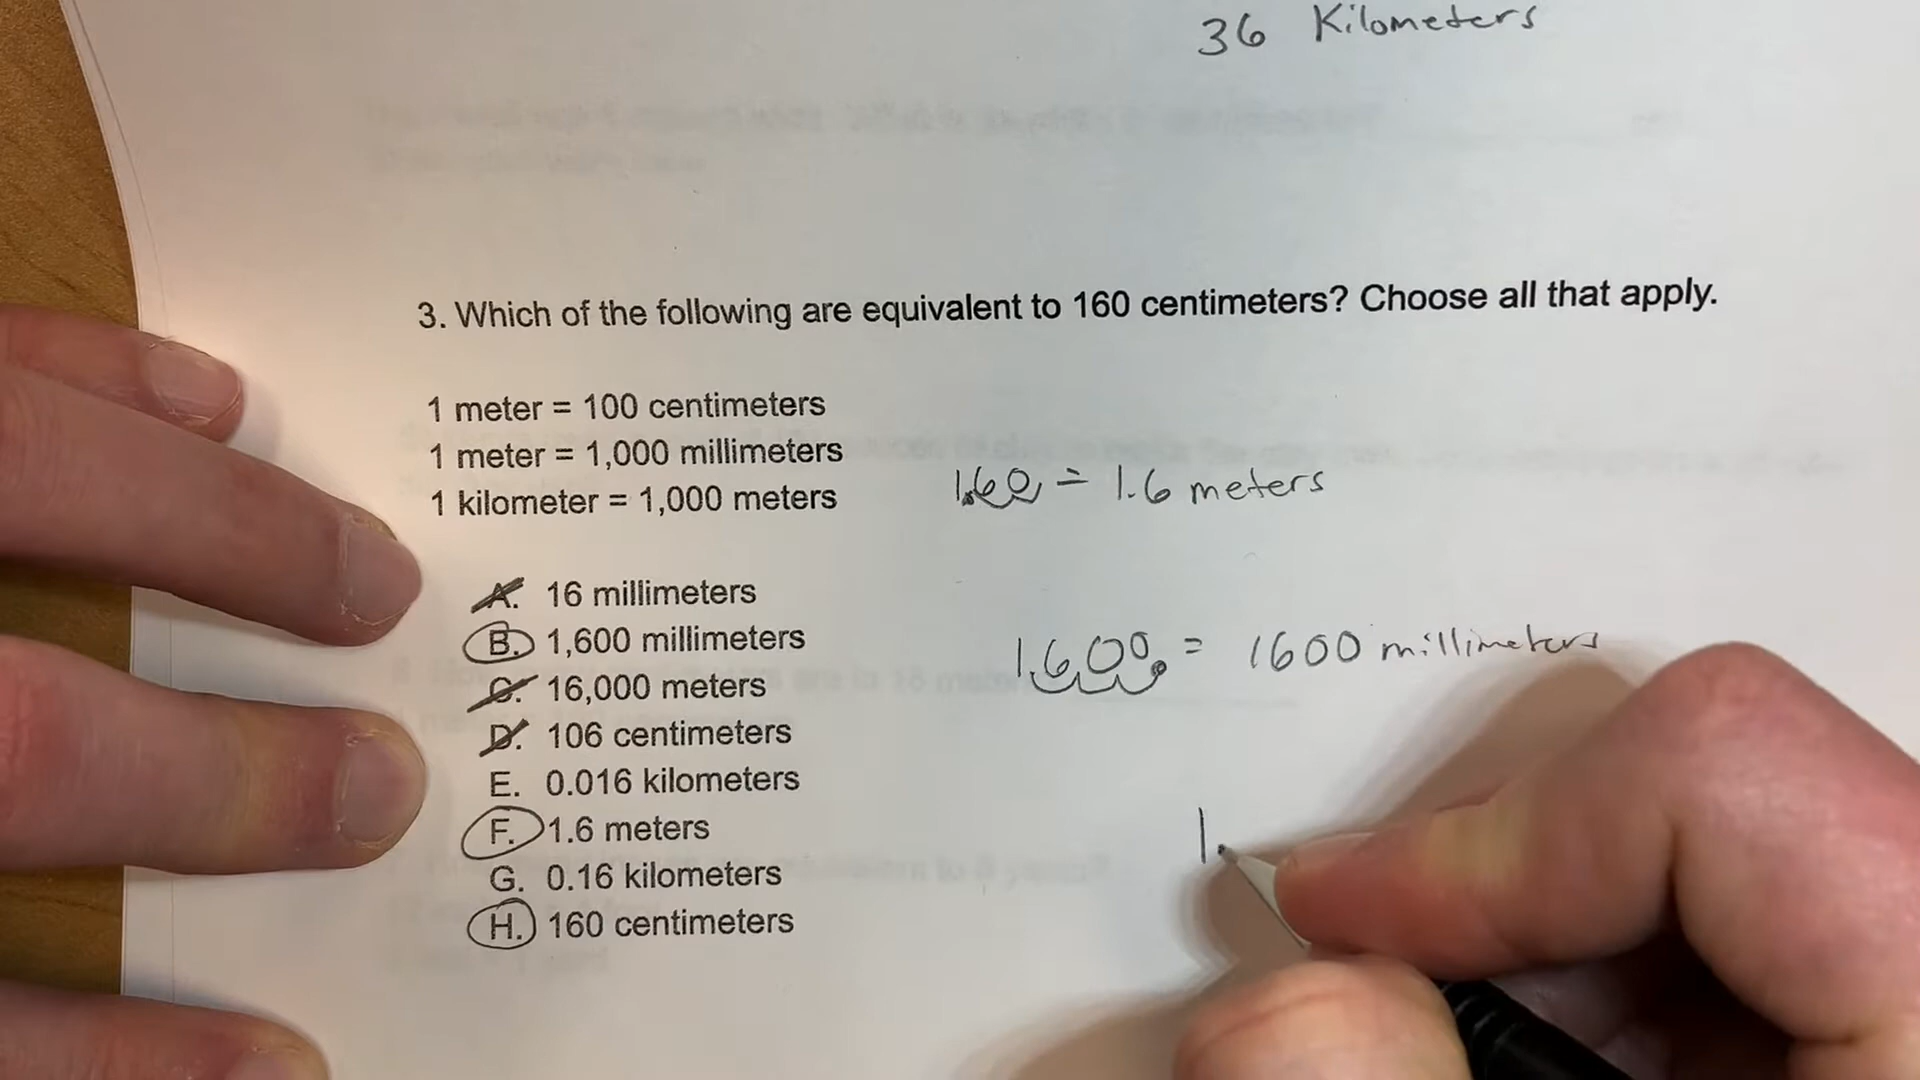 36 Kilometers
3. Which of the following are equivalent to 160 centimeters? Choose all that apply.
1 meter = 100 centimeters
1 meter = 1,000 millimeters
1 kilometer = 1,000 meters
1.60 = 1.6 meters
A. 16 millimeters
B. 1,600 millimeters
1.600. = 1600 millimeters
C. 16,000 meters
D. 106 centimeters
E. 0.016 kilometers
F. 1.6 meters
1.
G. 0.16 kilometers
H. 160 centimeters